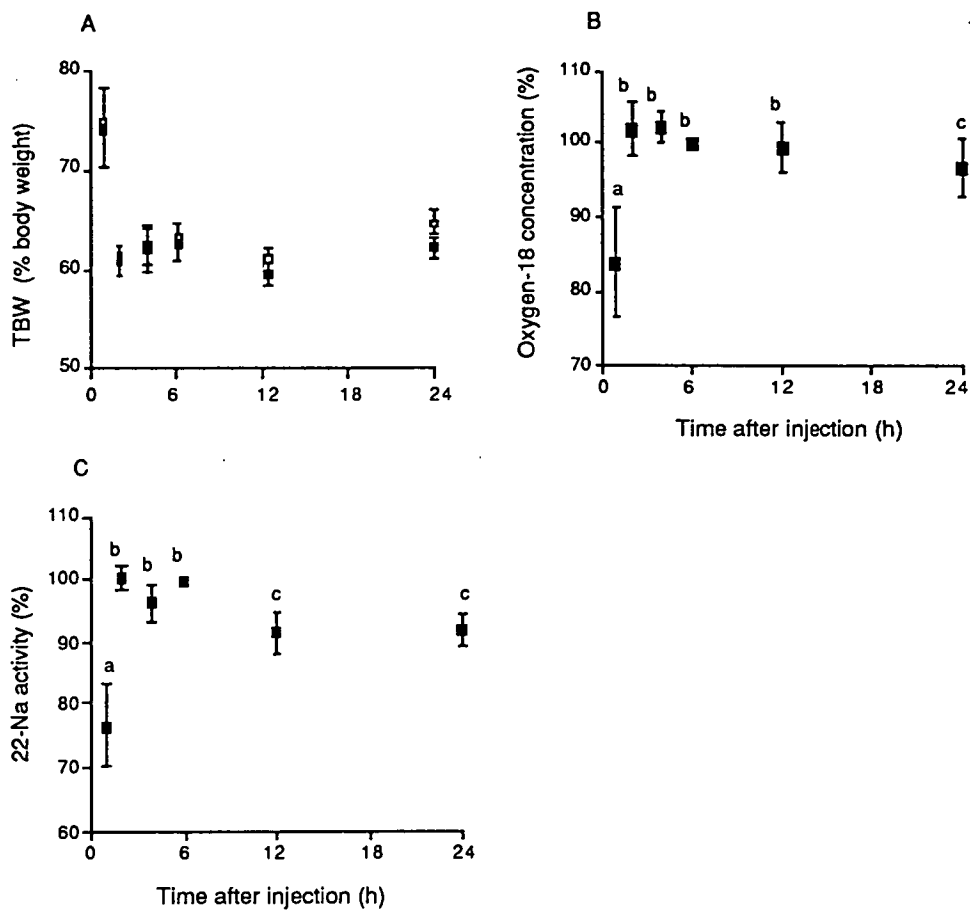 A
TBW (% body weight)
80
70
60
50
0 6 12 18 24
B
Oxygen-18 concentration (%)
110
100
90
80
70
a
b
b
b
b
c
0 6 12 18 24
Time after injection (h)
C
22-Na activity (%)
110
100
90
80
70
60
a
b
b
b
c
c
0 6 12 18 24
Time after injection (h)